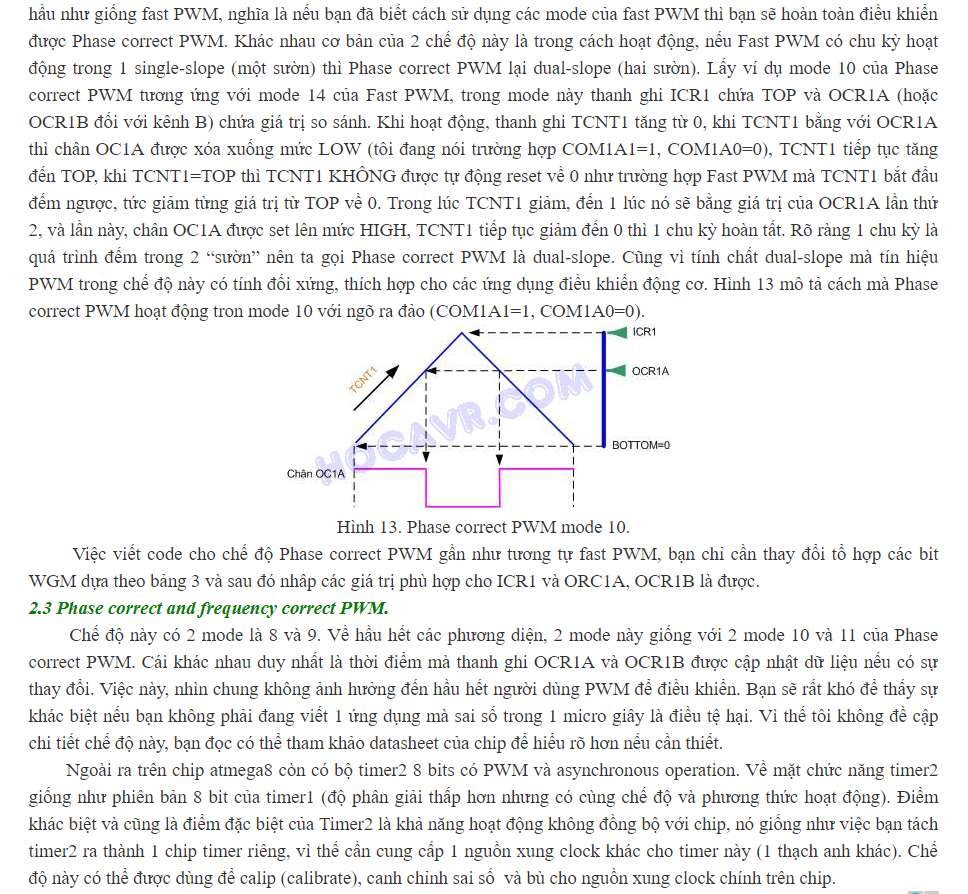 hầu như giống fast PWM, nghĩa là nếu bạn đã biết cách sử dụng các mode của fast PWM thì bạn sẽ hoàn toàn điều khiển
được Phase correct PWM. Khác nhau cơ bản của 2 chế độ này là trong cách hoạt động, nếu Fast PWM có chu kỳ hoạt
động trong 1 single-slope (một sườn) thì Phase correct PWM lại dual-slope (hai sườn). Lấy ví dụ mode 10 của Phase
correct PWM tương ứng với mode 14 của Fast PWM, trong mode này thanh ghi ICR1 chứa TOP và OCR1A (hoặc
OCR1B đối với kênh B) chứa giá trị so sánh. Khi hoạt động, thanh ghi TCNT1 tăng từ 0, khi TCNT1 bằng với OCR1A
thì chân OC1A được xóa xuống mức LOW (tôi đang nói trường hợp COM1A1=1, COM1A0=0), TCNT1 tiếp tục tăng
đến TOP, khi TCNT1=TOP thì TCNT1 KHÔNG được tự động reset về 0 như trường hợp Fast PWM mà TCNT1 bắt đầu
đếm ngược, tức giảm từng giá trị từ TOP về 0. Trong lúc TCNT1 giảm, đến 1 lúc nó sẽ bằng giá trị của OCR1A lần thứ
2, và lần này, chân OC1A được set lên mức HIGH, TCNT1 tiếp tục giảm đến 0 thì 1 chu kỳ hoàn tất. Rõ ràng 1 chu kỳ là
quá trình đếm trong 2 “sườn” nên ta gọi Phase correct PWM là dual-slope. Cũng vì tính chất dual-slope mà tín hiệu
PWM trong chế độ này có tính đối xứng, thích hợp cho các ứng dụng điều khiển động cơ. Hình 13 mô tả cách mà Phase
correct PWM hoạt động tron mode 10 với ngõ ra đảo (COM1A1=1, COM1A0=0).
ICR1
TCNT1
OCR1A
HOCAVR.COM
BOTTOM=0
Chân OC1A
Hình 13. Phase correct PWM mode 10.
Việc viết code cho chế độ Phase correct PWM gần như tương tự fast PWM, bạn chỉ cần thay đổi tổ hợp các bit
WGM dựa theo bảng 3 và sau đó nhâp các giá trị phù hợp cho ICR1 và ORC1A, OCR1B là được.
2.3 Phase correct and frequency correct PWM.
Chế độ này có 2 mode là 8 và 9. Về hầu hết các phương diện, 2 mode này giống với 2 mode 10 và 11 của Phase
correct PWM. Cái khác nhau duy nhất là thời điểm mà thanh ghi OCR1A và OCR1B được cập nhật dữ liệu nếu có sự
thay đổi. Việc này, nhìn chung không ảnh hưởng đến hầu hết người dùng PWM để điều khiển. Bạn sẽ rất khó để thấy sự
khác biệt nếu bạn không phải đang viết 1 ứng dụng mà sai số trong 1 micro giây là điều tệ hại. Vì thế tôi không đề cập
chi tiết chế độ này, bạn đọc có thể tham khảo datasheet của chip để hiểu rõ hơn nếu cần thiết.
Ngoài ra trên chip atmega8 còn có bộ timer2 8 bits có PWM và asynchronous operation. Về mặt chức năng timer2
giống như phiên bản 8 bit của timer1 (độ phân giải thấp hơn nhưng có cùng chế độ và phương thức hoạt động). Điểm
khác biệt và cũng là điểm đặc biệt của Timer2 là khả năng hoạt động không đồng bộ với chip, nó giống như việc bạn tách
timer2 ra thành 1 chip timer riêng, vì thế cần cung cấp 1 nguồn xung clock khác cho timer này (1 thạch anh khác). Chế
độ này có thể được dùng để calip (calibrate), canh chỉnh sai số và bù cho nguồn xung clock chính trên chip.